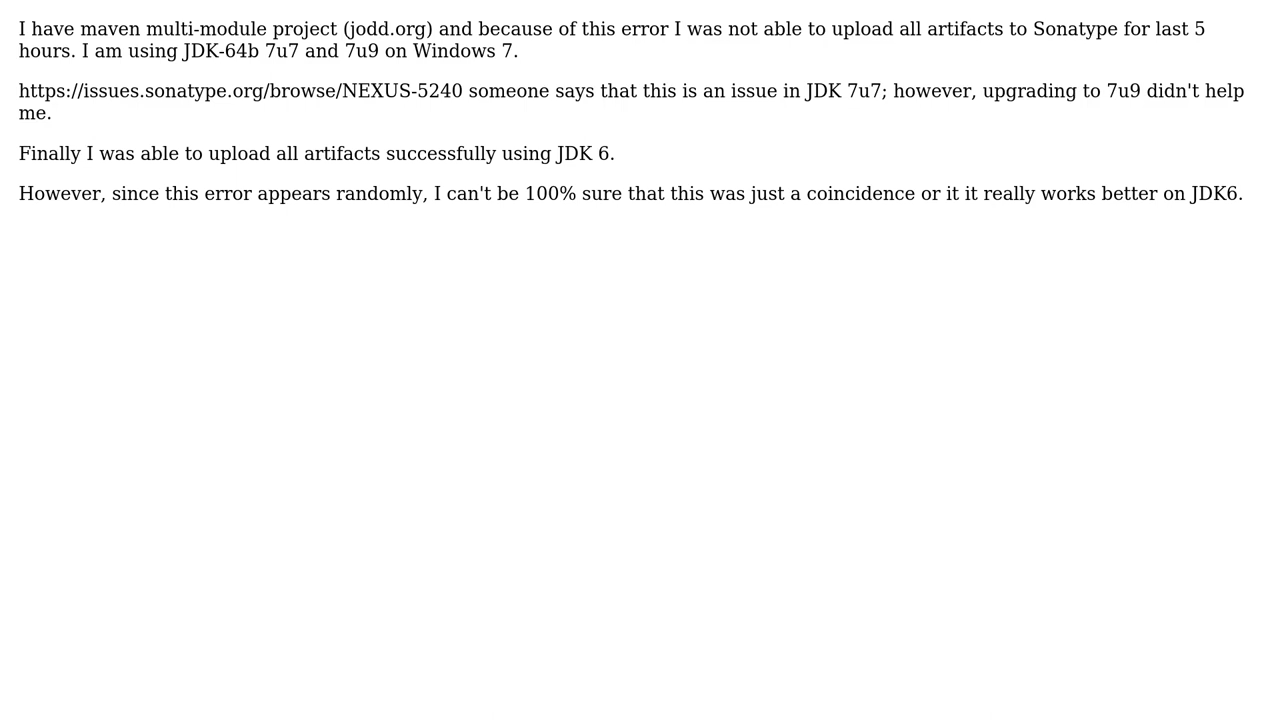 I have maven multi-module project (jodd.org) and because of this error I was not able to upload all artifacts to Sonatype for last 5
hours. I am using JDK-64b 7u7 and 7u9 on Windows 7.
https://issues.sonatype.org/browse/NEXUS-5240 someone says that this is an issue in JDK 7u7; however, upgrading to 7u9 didn't help
me.
Finally I was able to upload all artifacts successfully using JDK 6.
However, since this error appears randomly, I can't be 100% sure that this was just a coincidence or it it really works better on JDK6.